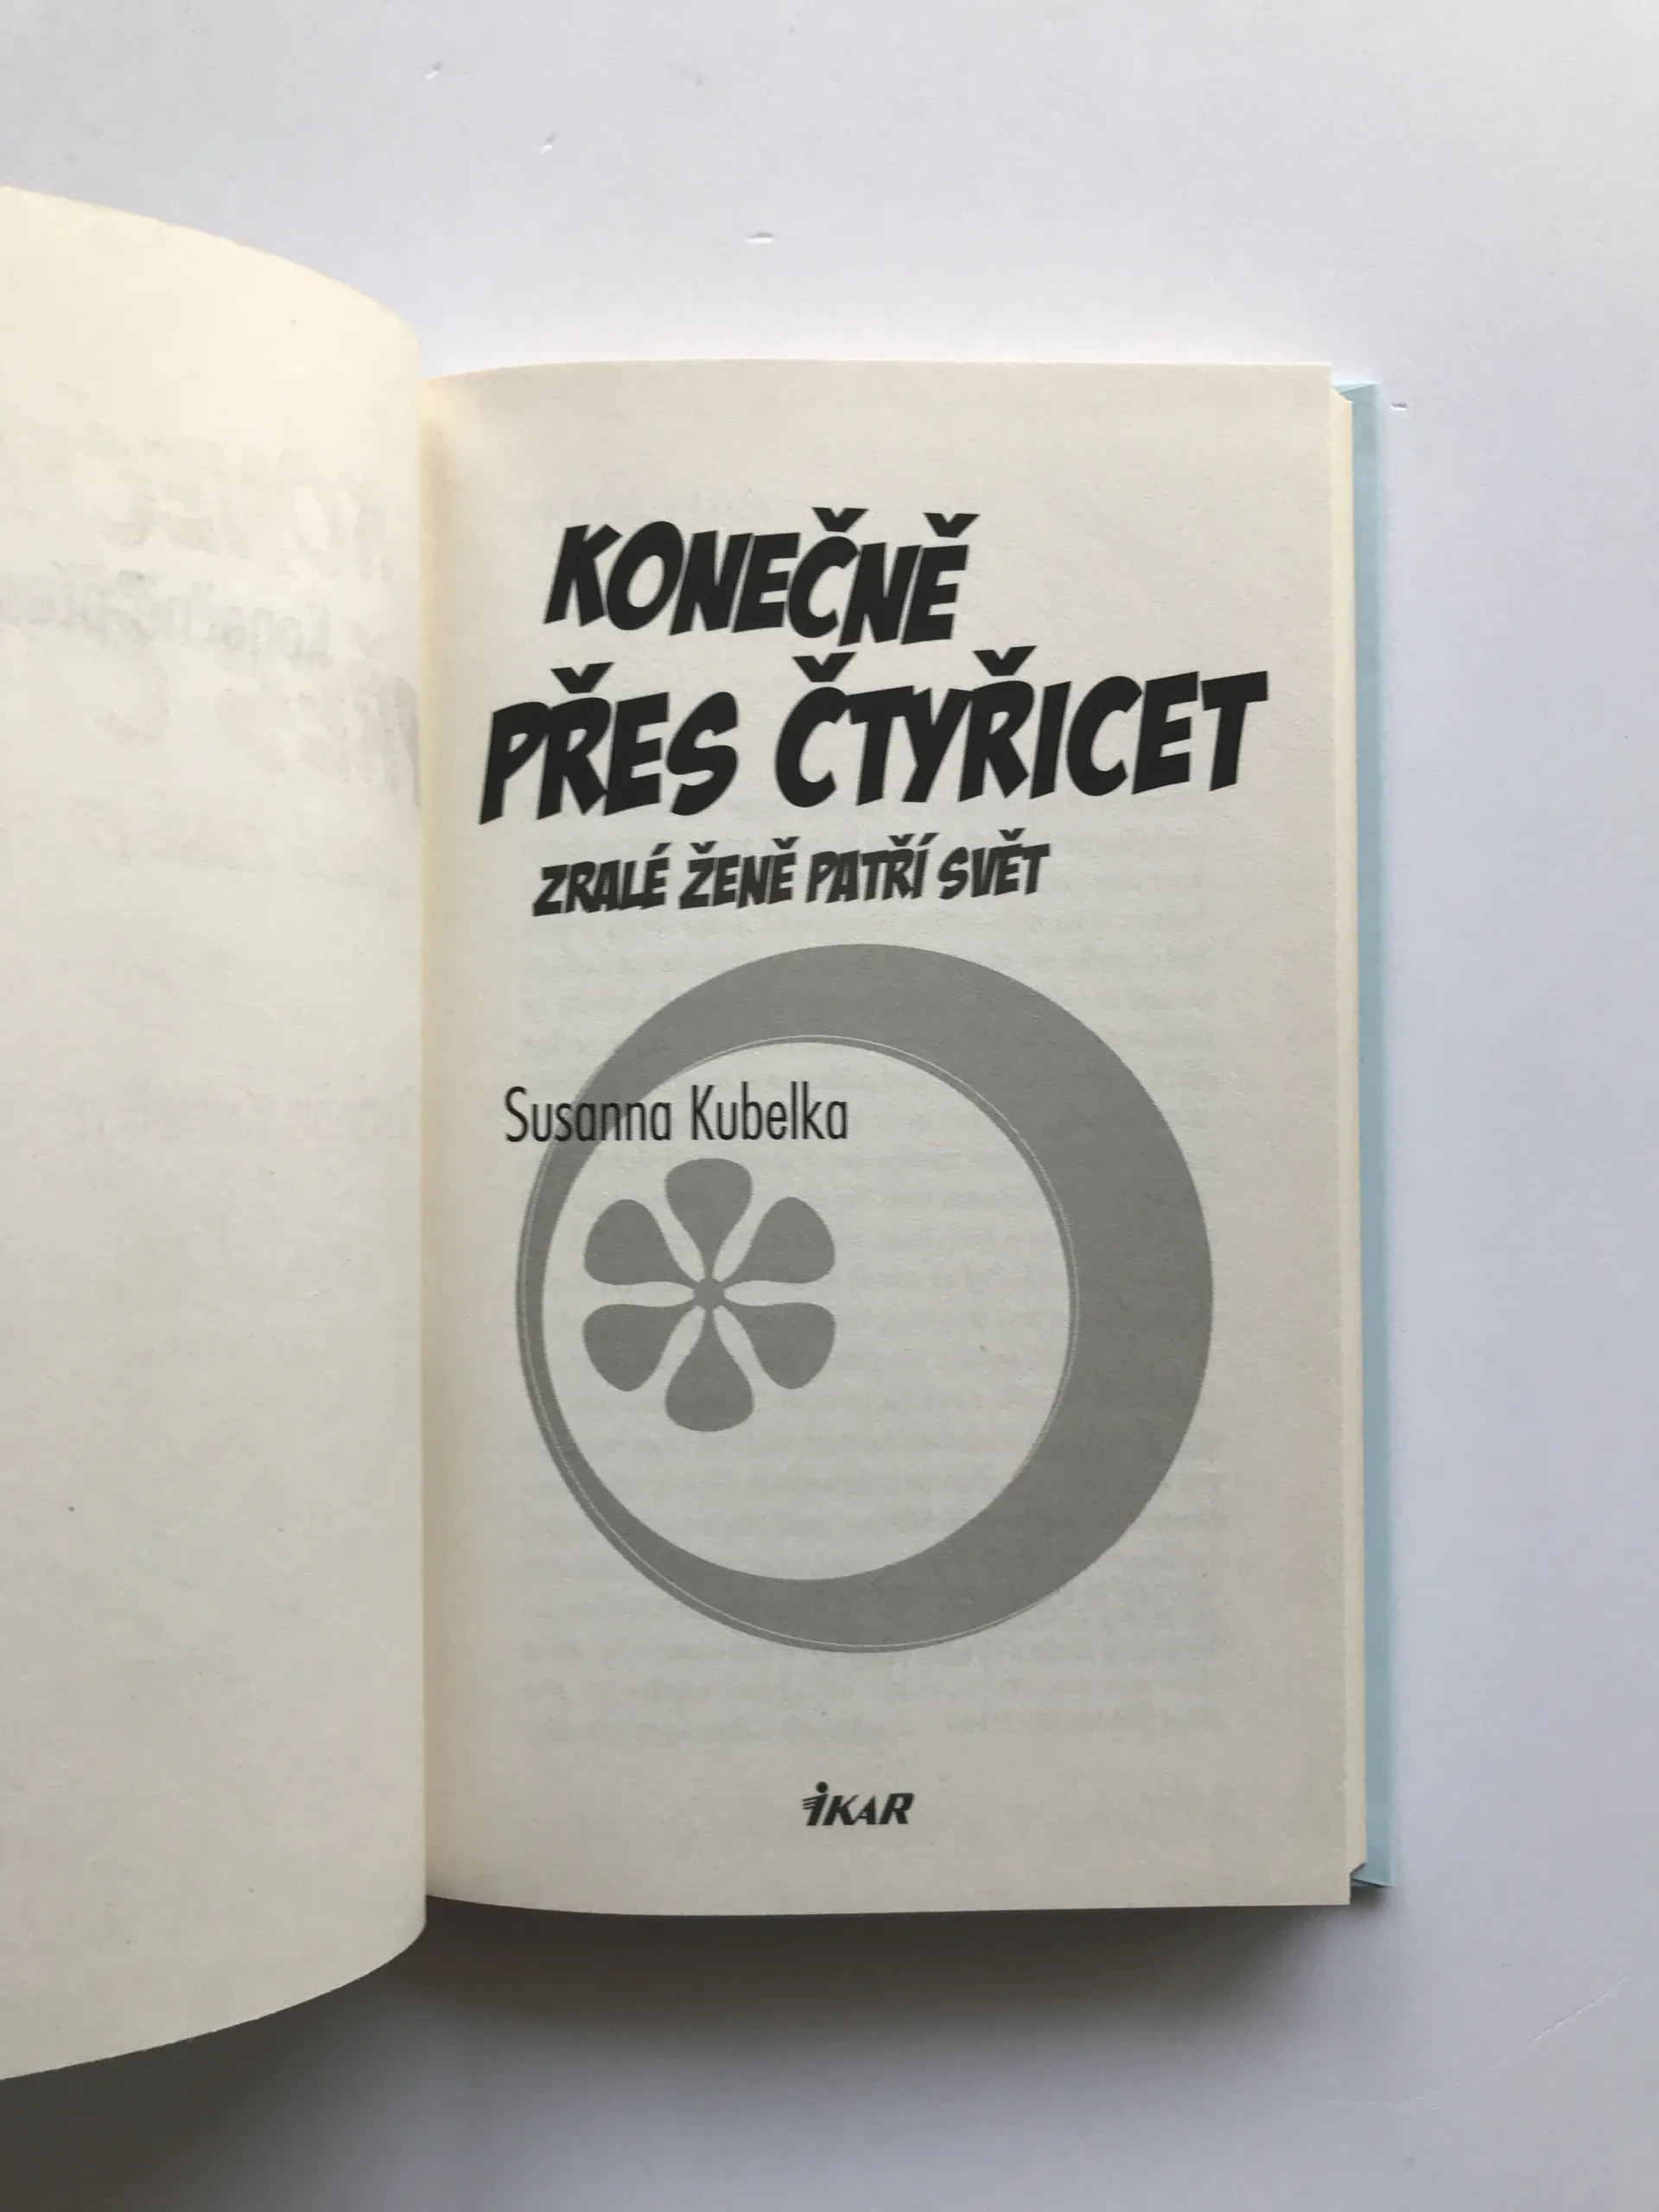 KONEČNĚ
PŘES ČTYŘICET
ZRALÉ ŽENĚ PATŘÍ SVĚT
Susanna Kubelka
IKAR